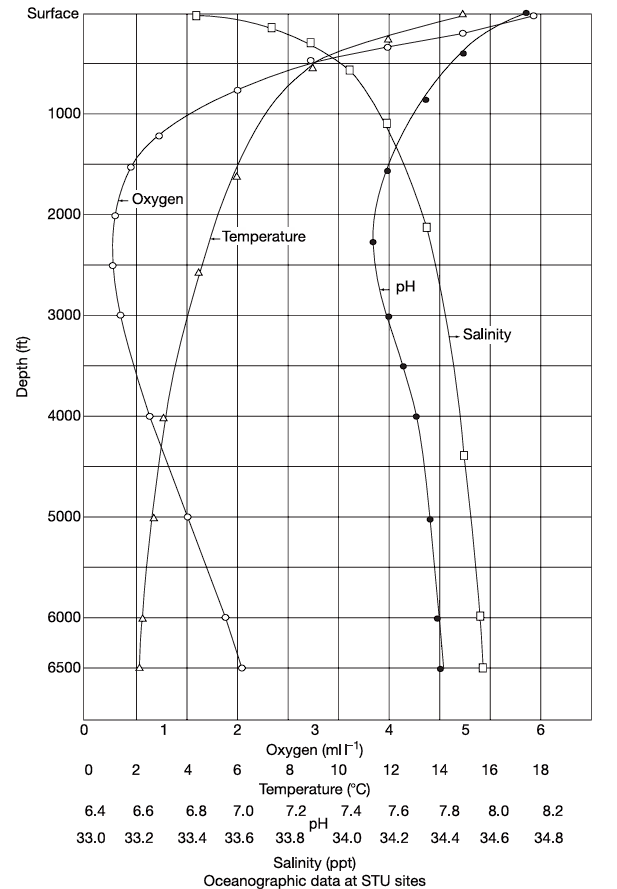 Surface
1000
Oxygen
2000
Temperature
pH
3000
Salinity
Depth (ft)
4000
5000
6000
6500
0 1 2 3 4 5 6
Oxygen (ml l⁻¹)
0 2 4 6 8 10 12 14 16 18
Temperature (°C)
6.4 6.6 6.8 7.0 7.2 7.4 7.6 7.8 8.0 8.2
pH
33.0 33.2 33.4 33.6 33.8 34.0 34.2 34.4 34.6 34.8
Salinity (ppt)
Oceanographic data at STU sites